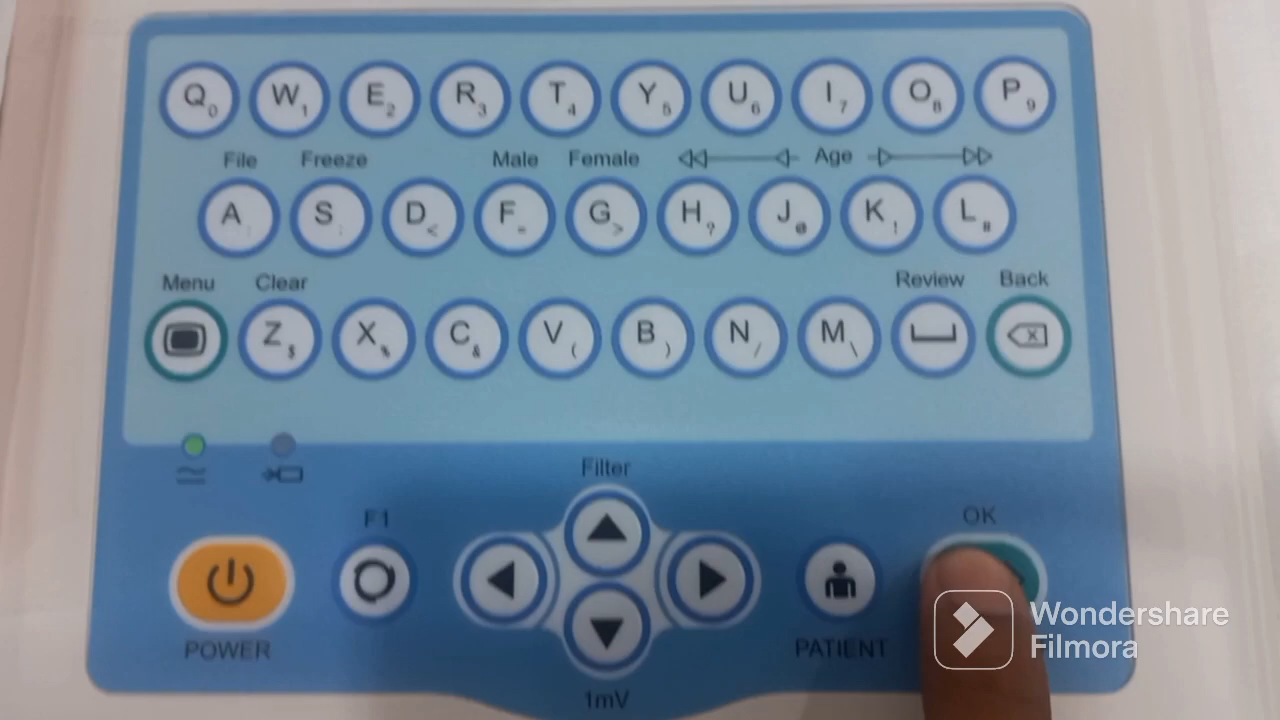 Q0 W1 E2 R3 T4 Y5 U6 I7 O8 P9
File Freeze Male Female Age
A S: D< F= G> H? J@ K! L#
Menu Clear Review Back
Z$ X% C& V( B) N/ M\
Filter
F1 OK
POWER PATIENT
1mV
Wondershare
Filmora